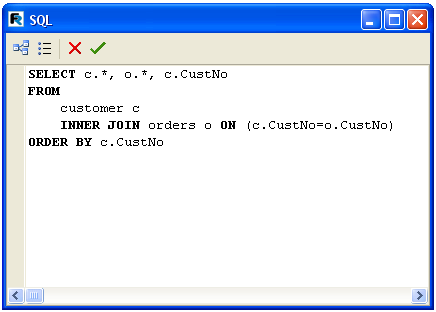 SQL
SELECT c.*, o.*, c.CustNo
FROM
customer c
INNER JOIN orders o ON (c.CustNo=o.CustNo)
ORDER BY c.CustNo